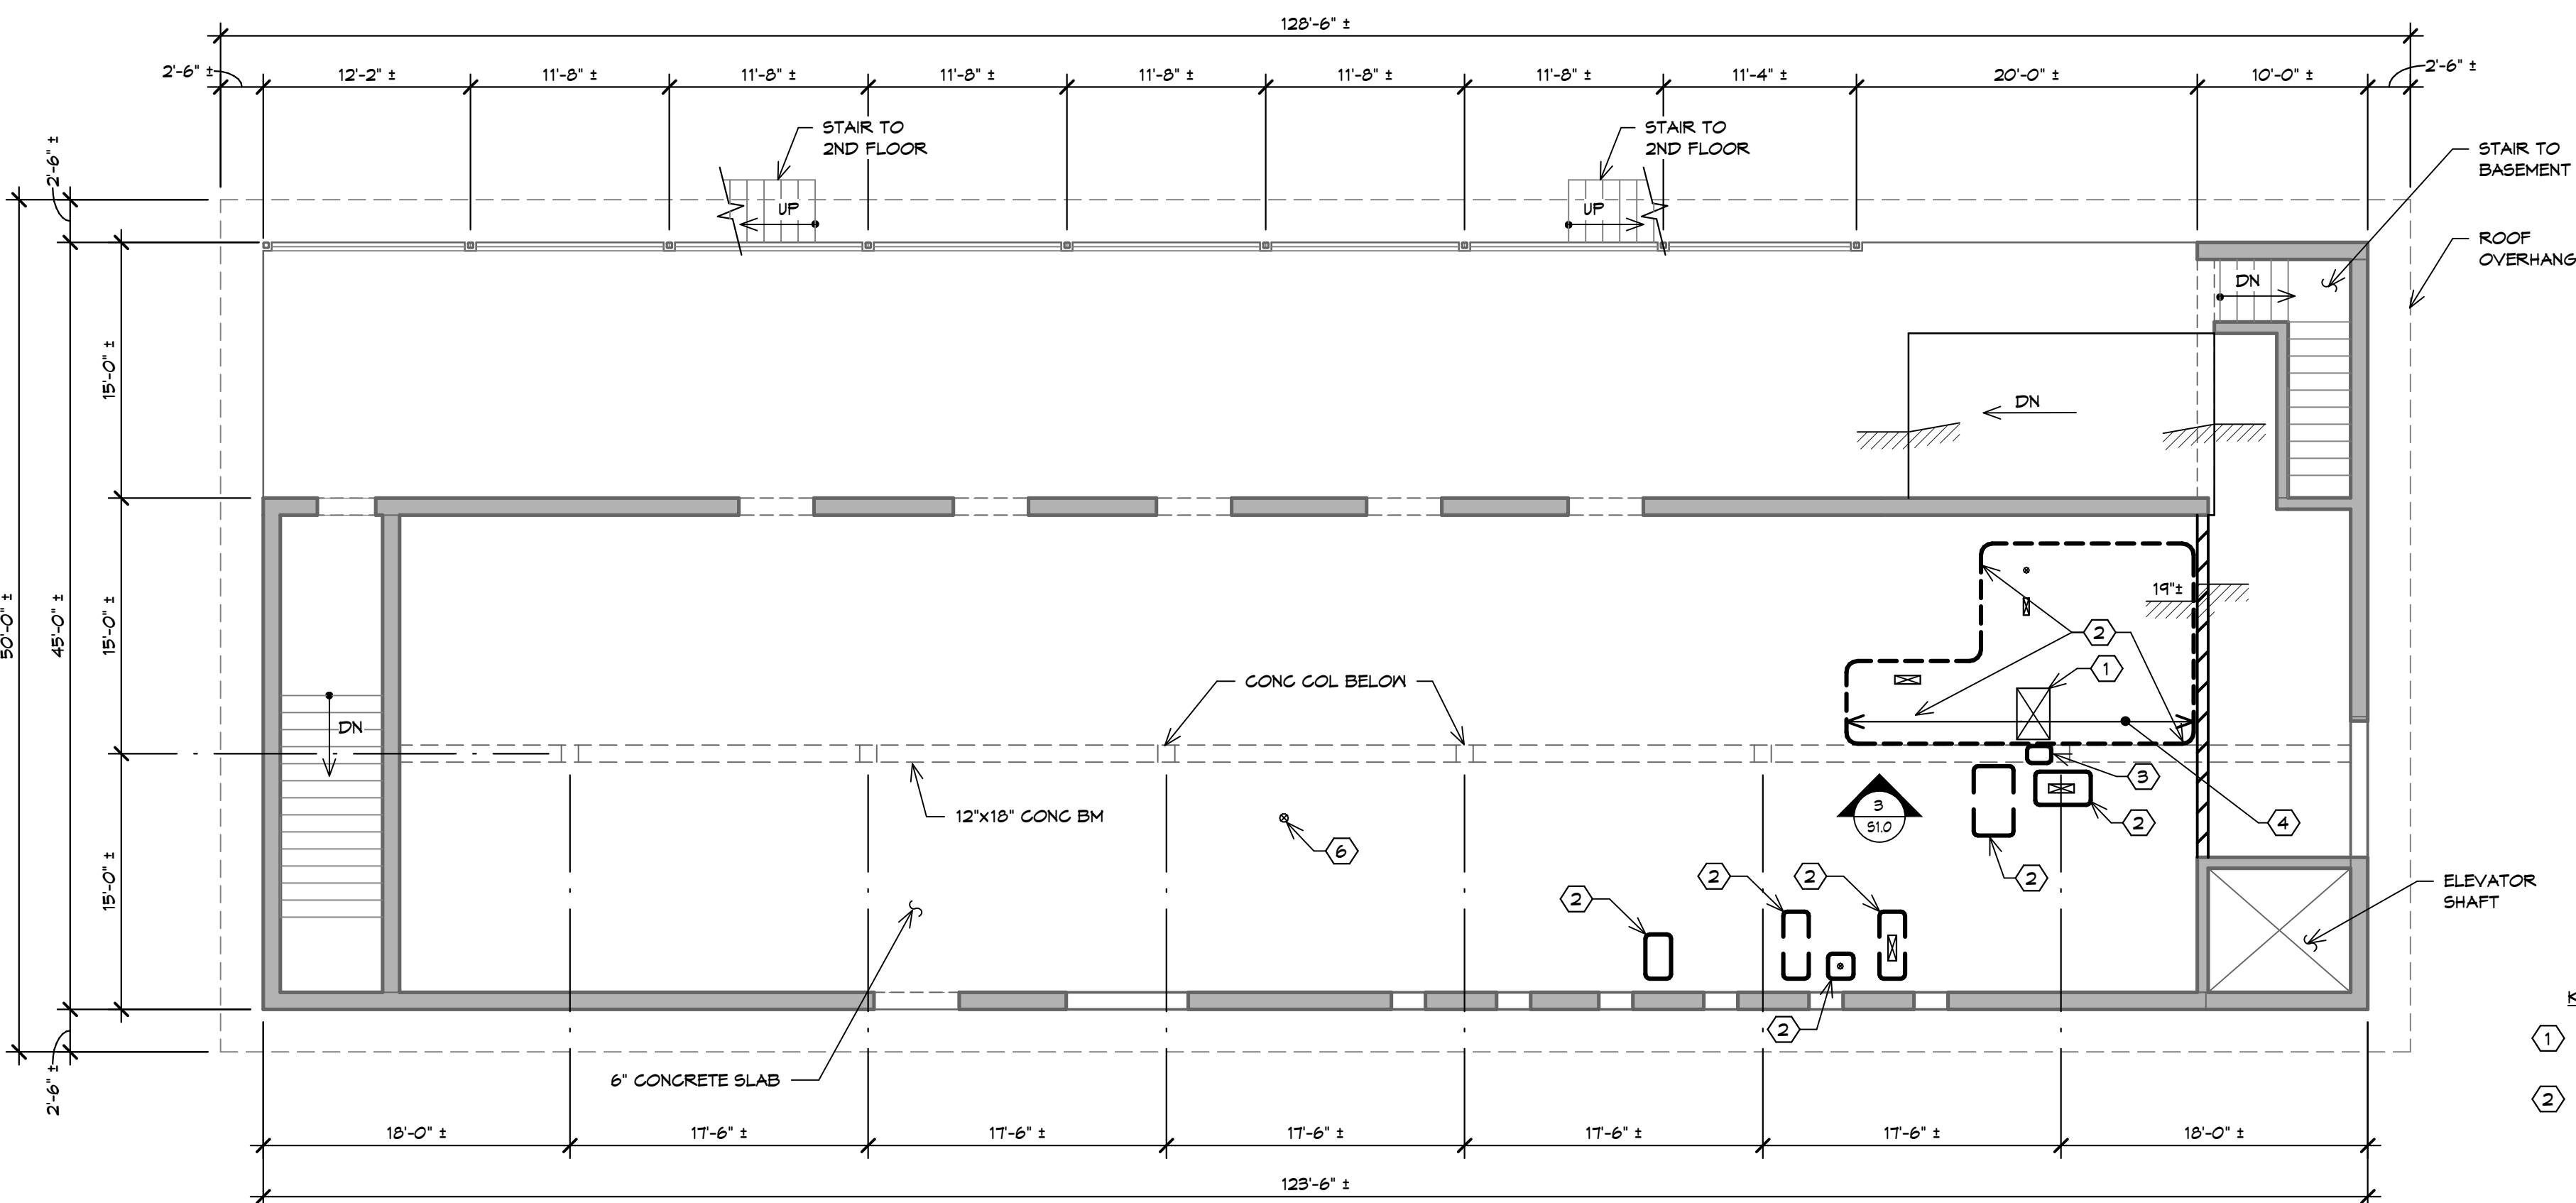 128'-6" ±
2'-6" ±
12'-2" ±
11'-8" ±
11'-8" ±
11'-8" ±
11'-8" ±
11'-8" ±
11'-8" ±
11'-4" ±
20'-0" ±
10'-0" ±
2'-6" ±
STAIR TO
2ND FLOOR
STAIR TO
2ND FLOOR
STAIR TO
BASEMENT
ROOF
OVERHANG
UP
UP
DN
DN
DN
2'-6" ±
50'-0" ±
45'-0" ±
15'-0" ±
15'-0" ±
15'-0" ±
2'-6" ±
19"±
2
1
CONC COL BELOW
3
12"x18" CONC BM
3
S1.0
2
4
6
2
2
2
2
ELEVATOR
SHAFT
2
6" CONCRETE SLAB
K
1
2
18'-0" ±
17'-6" ±
17'-6" ±
17'-6" ±
17'-6" ±
17'-6" ±
18'-0" ±
123'-6" ±